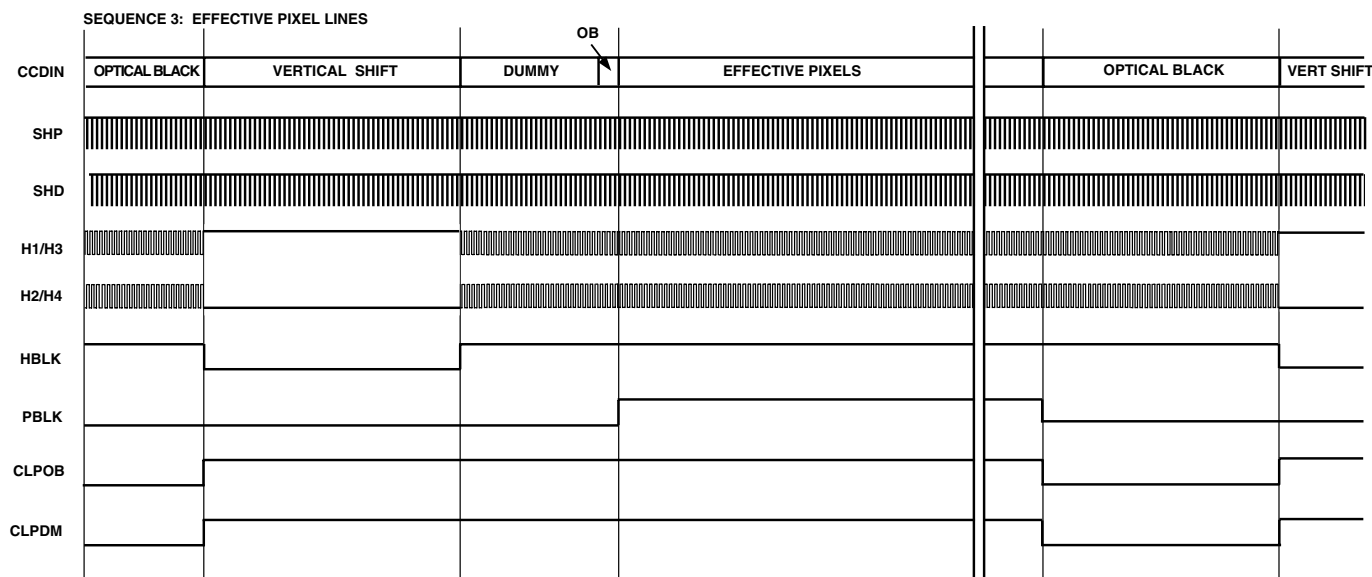 SEQUENCE 3: EFFECTIVE PIXEL LINES
OB
CCDIN OPTICAL BLACK VERTICAL SHIFT DUMMY EFFECTIVE PIXELS OPTICAL BLACK VERT SHIFT
SHP
SHD
H1/H3
H2/H4
HBLK
PBLK
CLPOB
CLPDM